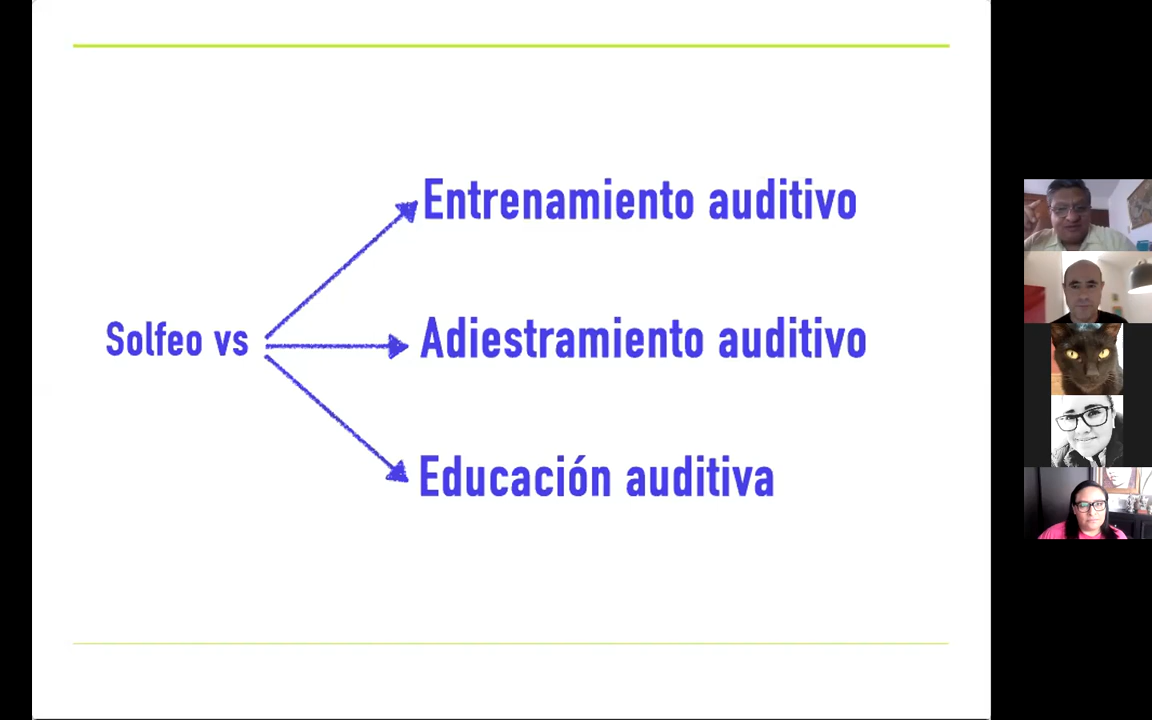 Entrenamiento auditivo
Solfeo vs
Adiestramiento auditivo
Educación auditiva